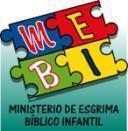 M E
B I
MINISTERIO DE ESGRIMA
BÍBLICO INFANTIL